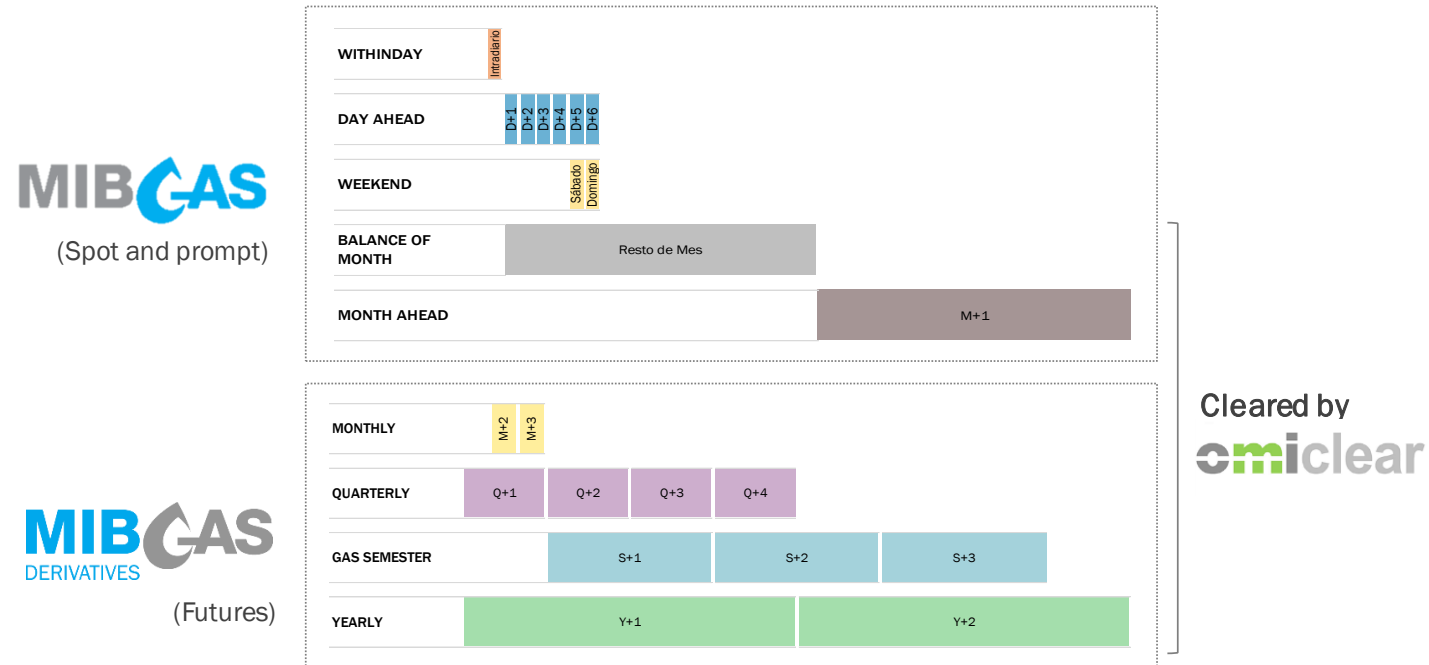 WITHINDAY
Intradiario
DAY AHEAD
D+1 D+2 D+3 D+4 D+5 D+6
WEEKEND
Sábado
Domingo
BALANCE OF
MONTH
Resto de Mes
MONTH AHEAD
M+1
MIBGAS
(Spot and prompt)
MONTHLY
M+2 M+3
QUARTERLY
Q+1 Q+2 Q+3 Q+4
GAS SEMESTER
S+1 S+2 S+3
YEARLY
Y+1 Y+2
MIBGAS
DERIVATIVES
(Futures)
Cleared by
omiclear